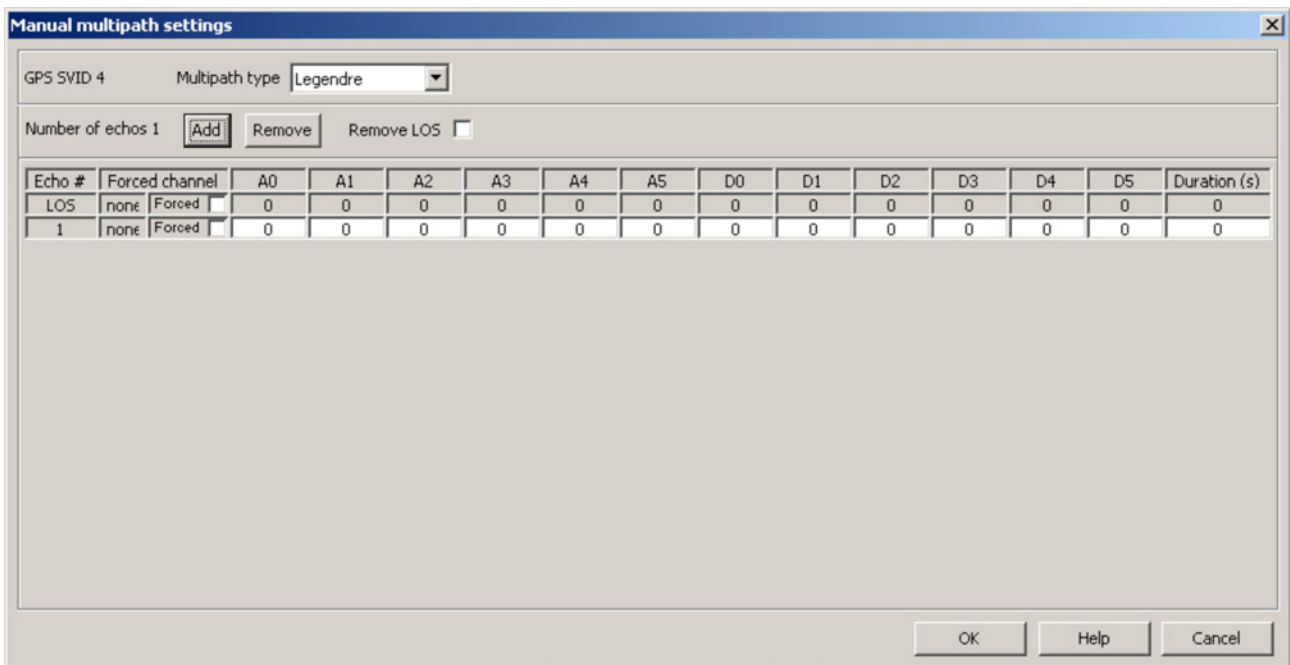 Manual multipath settings
GPS SVID 4 Multipath type Legendre
Number of echos 1 Add Remove Remove LOS
Echo # Forced channel A0 A1 A2 A3 A4 A5 D0 D1 D2 D3 D4 D5 Duration (s)
LOS none Forced 0 0 0 0 0 0 0 0 0 0 0 0 0
1 none Forced 0 0 0 0 0 0 0 0 0 0 0 0 0
OK Help Cancel